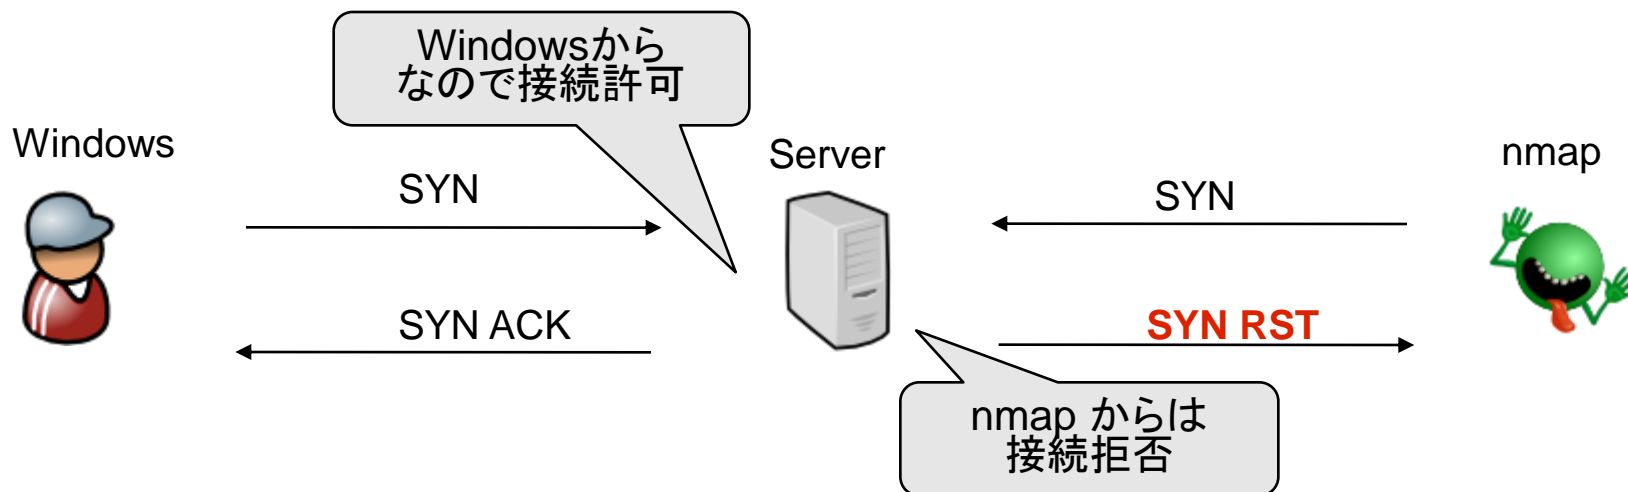 Windowsから
なので接続許可
Windows
Server
nmap
SYN
SYN
SYN ACK
SYN RST
nmap からは
接続拒否